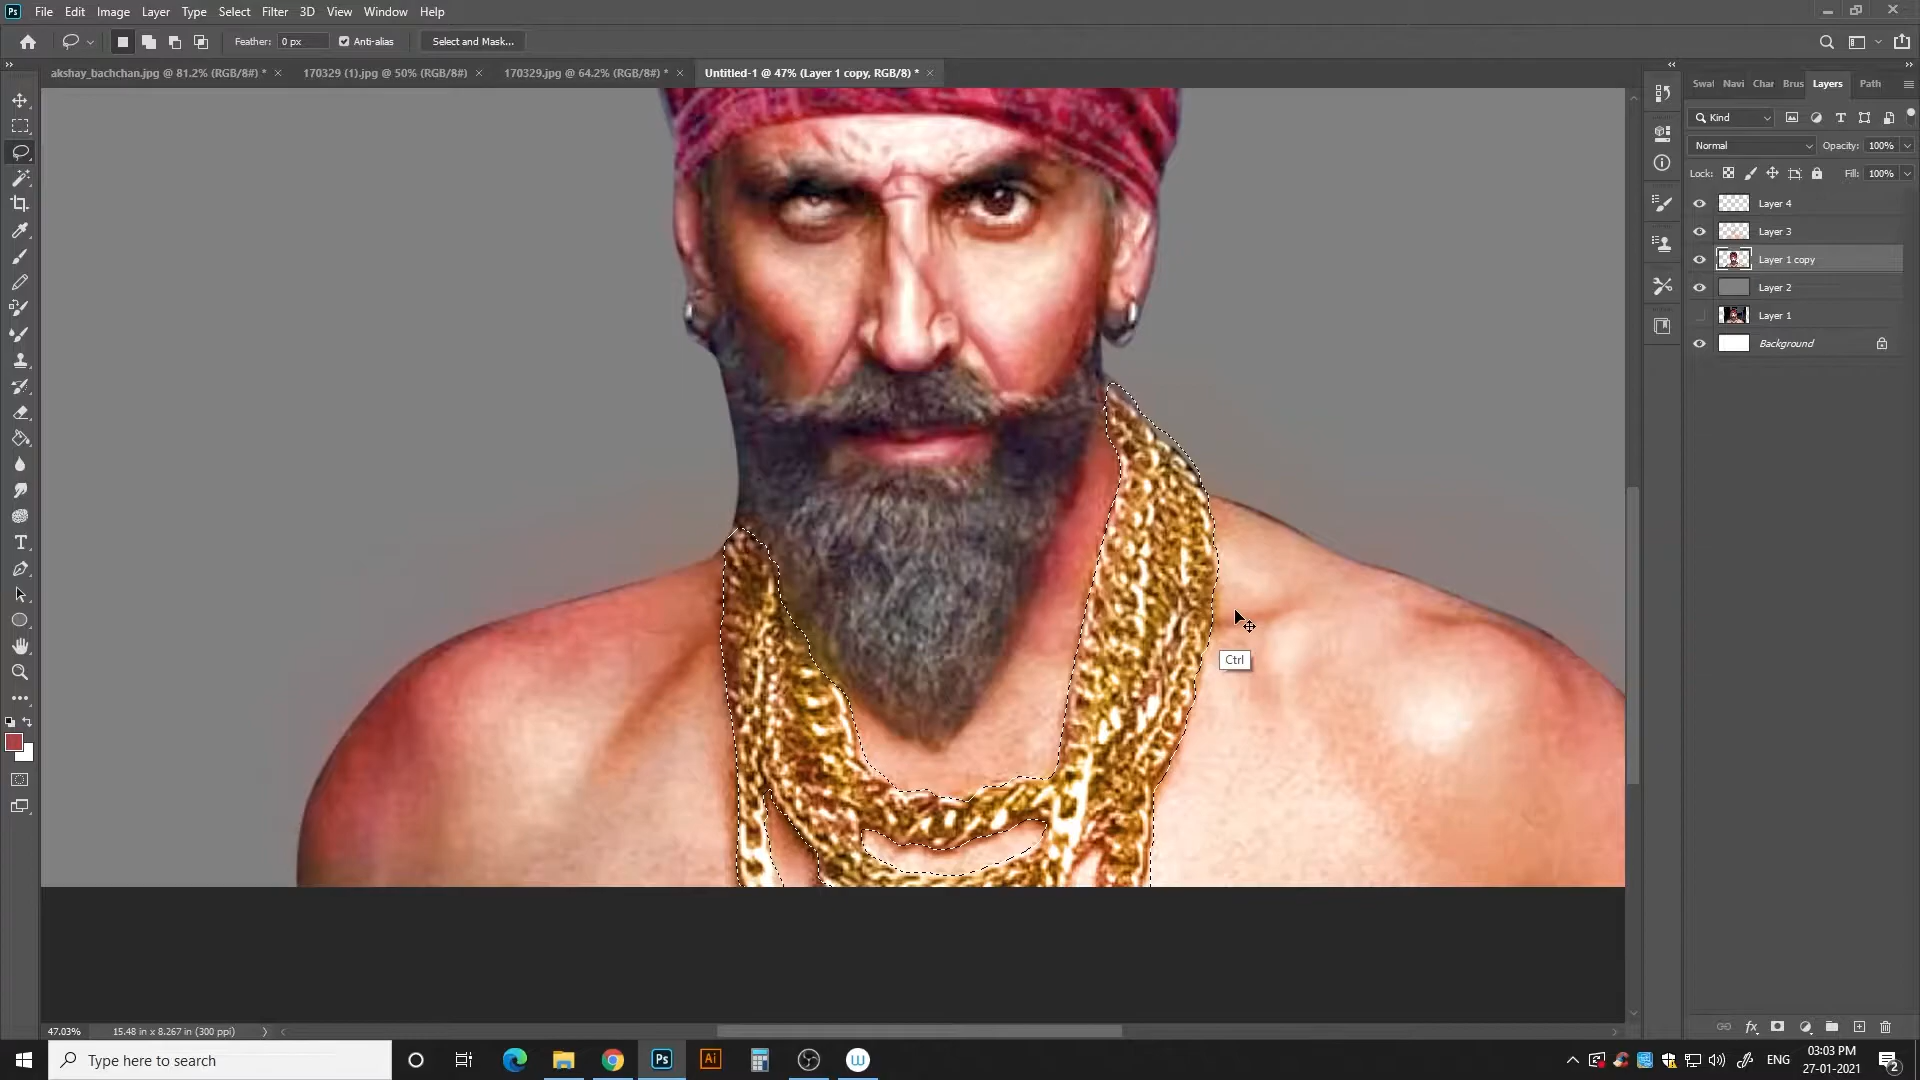 Ps File Edit Image Layer Type Select Filter 3D View Window Help
Feather: 0 px Anti-alias Select and Mask...
akshay_bachchan.jpg @ 81.2% (RGB/8#) * × 170329 (1).jpg @ 50% (RGB/8#) × 170329.jpg @ 64.2% (RGB/8#) * × Untitled-1 @ 47% (Layer 1 copy, RGB/8) * ×
Swat Navi Char Brus Layers Path
Kind
Normal Opacity: 100%
Lock: Fill: 100%
Layer 4
Layer 3
Layer 1 copy
Layer 2
Layer 1
Background
Ctrl
47.03% 15.48 in x 8.267 in (300 ppi)
Type here to search
Ps Ai
ENG
03:03 PM
27-01-2021
2